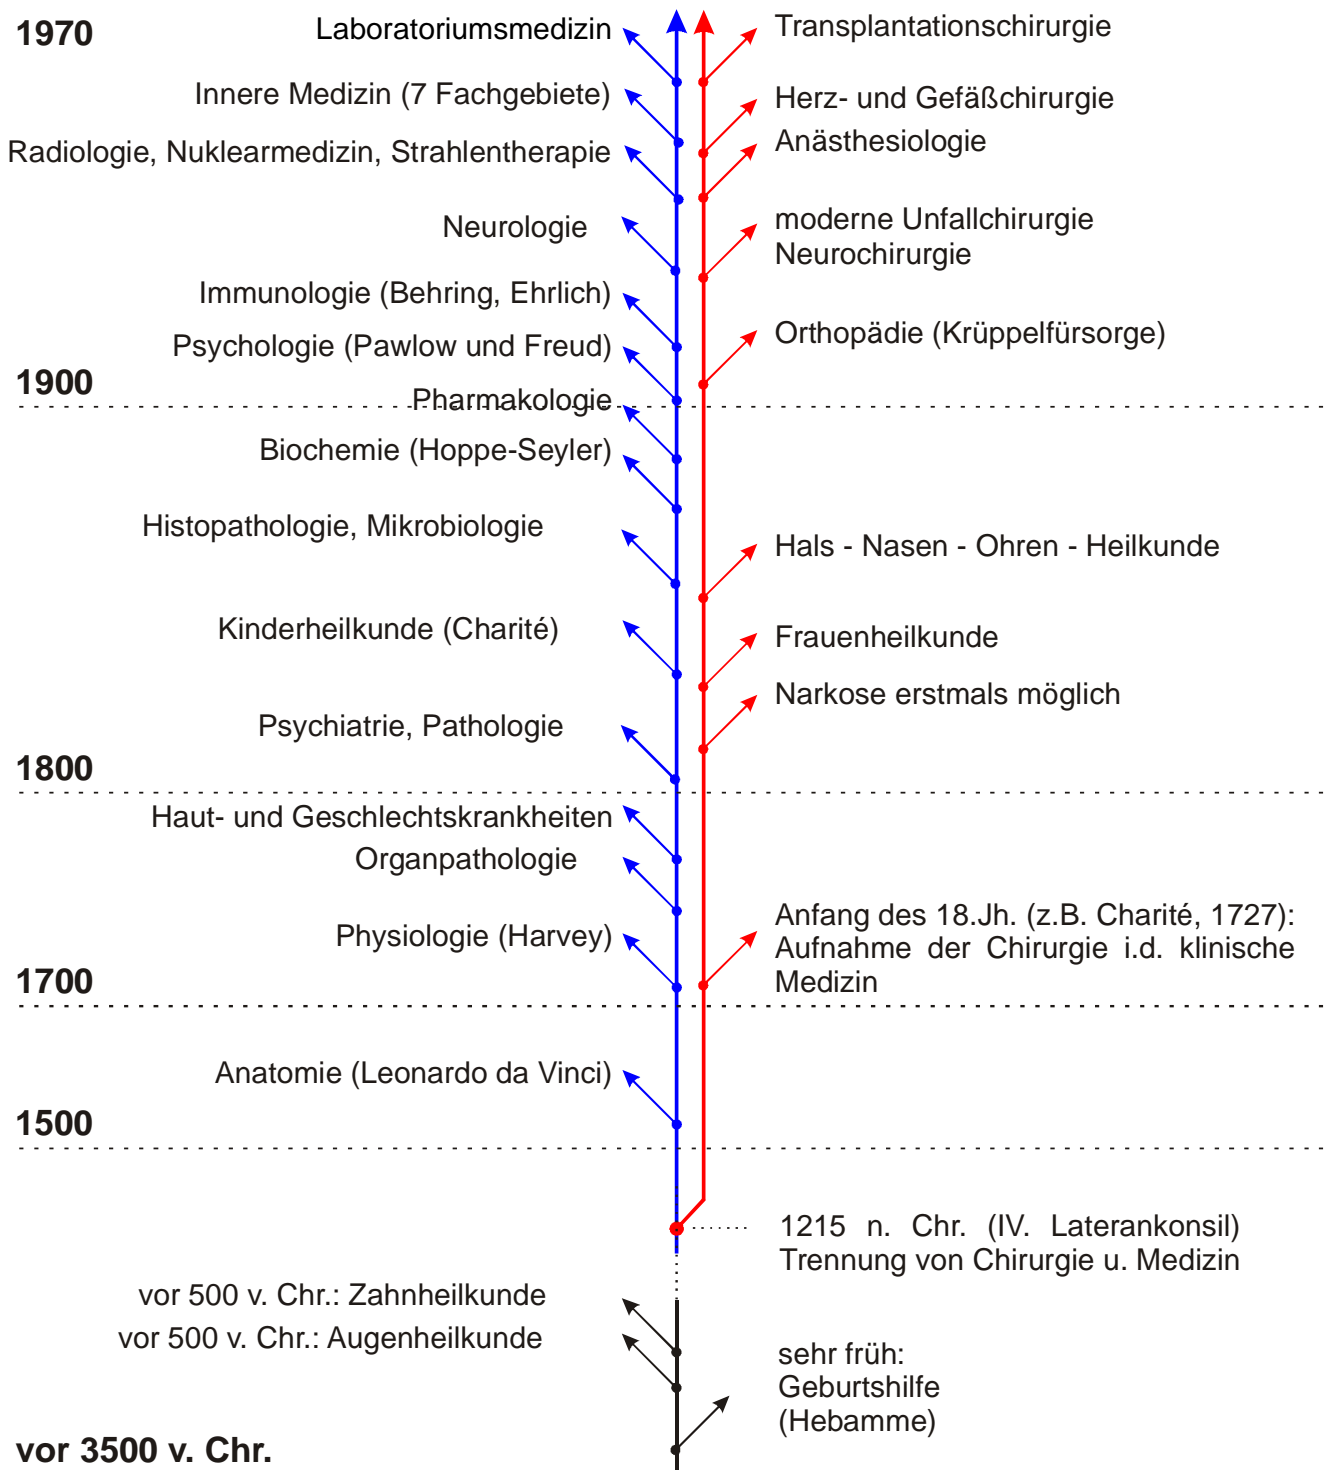 1970
Laboratoriumsmedizin
Transplantationschirurgie
Innere Medizin (7 Fachgebiete)
Herz- und Gefäßchirurgie
Anästhesiologie
Radiologie, Nuklearmedizin, Strahlentherapie
Neurologie
moderne Unfallchirurgie
Neurochirurgie
Immunologie (Behring, Ehrlich)
Psychologie (Pawlow und Freud)
Orthopädie (Krüppelfürsorge)
1900
Pharmakologie
Biochemie (Hoppe-Seyler)
Histopathologie, Mikrobiologie
Hals - Nasen - Ohren - Heilkunde
Kinderheilkunde (Charité)
Frauenheilkunde
Narkose erstmals möglich
Psychiatrie, Pathologie
1800
Haut- und Geschlechtskrankheiten
Organpathologie
Physiologie (Harvey)
Anfang des 18.Jh. (z.B. Charité, 1727):
Aufnahme der Chirurgie i.d. klinische
Medizin
1700
Anatomie (Leonardo da Vinci)
1500
1215 n. Chr. (IV. Laterankonsil)
Trennung von Chirurgie u. Medizin
vor 500 v. Chr.: Zahnheilkunde
vor 500 v. Chr.: Augenheilkunde
sehr früh:
Geburtshilfe
(Hebamme)
vor 3500 v. Chr.